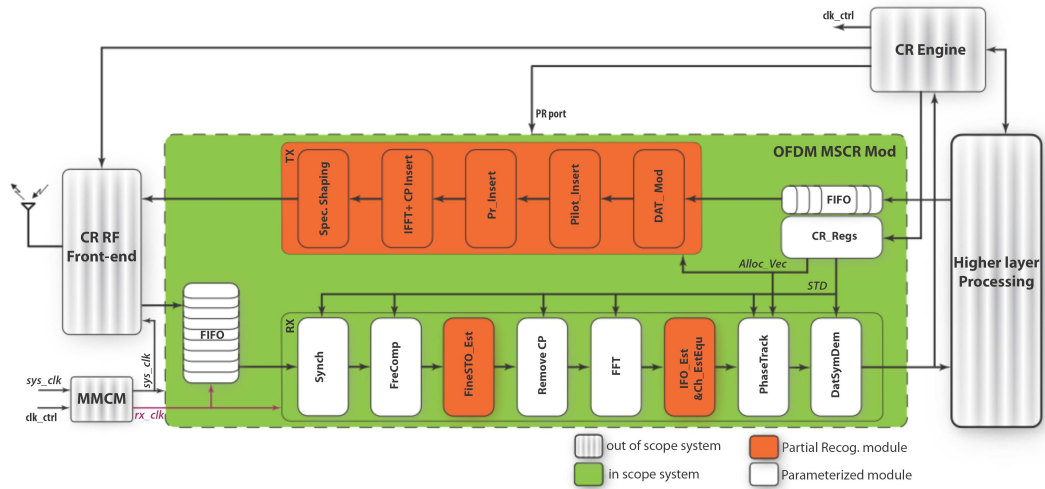 clk_ctrl
CR Engine
PR port
OFDM MSCR Mod
TX
Spec. Shaping
IFFT+ CP Insert
Pr_Insert
Pilot_Insert
DAT_Mod
FIFO
CR_Regs
CR RF
Front-end
Higher layer
Processing
Alloc_Vec
STD
FIFO
RX
Synch
FreComp
FineSTO_Est
Remove CP
FFT
IFO_Est
&Ch_EstEqu
PhaseTrack
DatSymDem
sys_clk
sys_clk
MMCM
clk_ctrl
rx_clk
out of scope system
Partial Recog. module
in scope system
Parameterized module